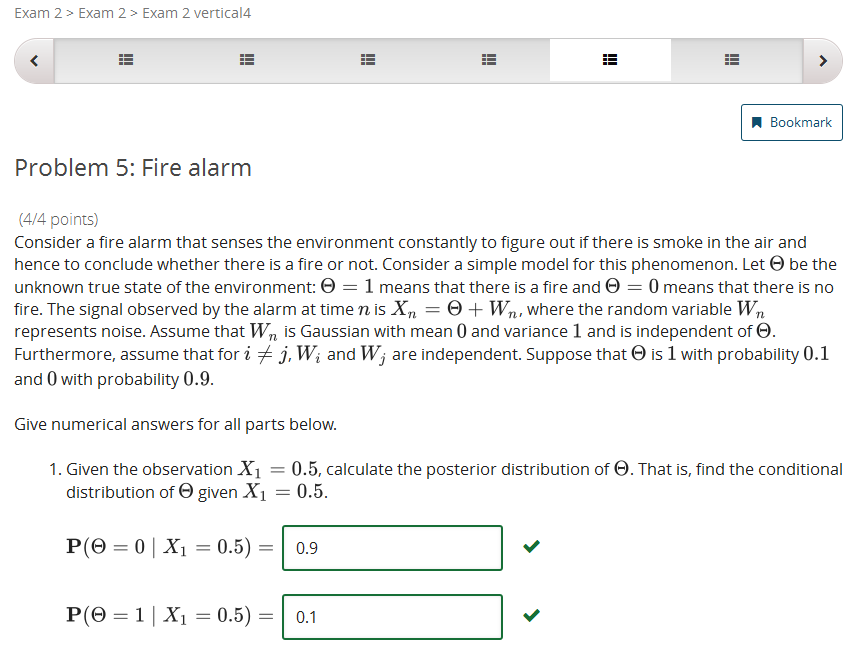 Exam 2 > Exam 2 > Exam 2 vertical4
Bookmark
Problem 5: Fire alarm
(4/4 points)
Consider a fire alarm that senses the environment constantly to figure out if there is smoke in the air and
hence to conclude whether there is a fire or not. Consider a simple model for this phenomenon. Let Θ be the
unknown true state of the environment: Θ = 1 means that there is a fire and Θ = 0 means that there is no
fire. The signal observed by the alarm at time n is Xₙ = Θ + Wₙ, where the random variable Wₙ
represents noise. Assume that Wₙ is Gaussian with mean 0 and variance 1 and is independent of Θ.
Furthermore, assume that for i ≠ j, Wᵢ and Wⱼ are independent. Suppose that Θ is 1 with probability 0.1
and 0 with probability 0.9.
Give numerical answers for all parts below.
1. Given the observation X₁ = 0.5, calculate the posterior distribution of Θ. That is, find the conditional
distribution of Θ given X₁ = 0.5.
P(Θ = 0 | X₁ = 0.5) = 0.9
P(Θ = 1 | X₁ = 0.5) = 0.1